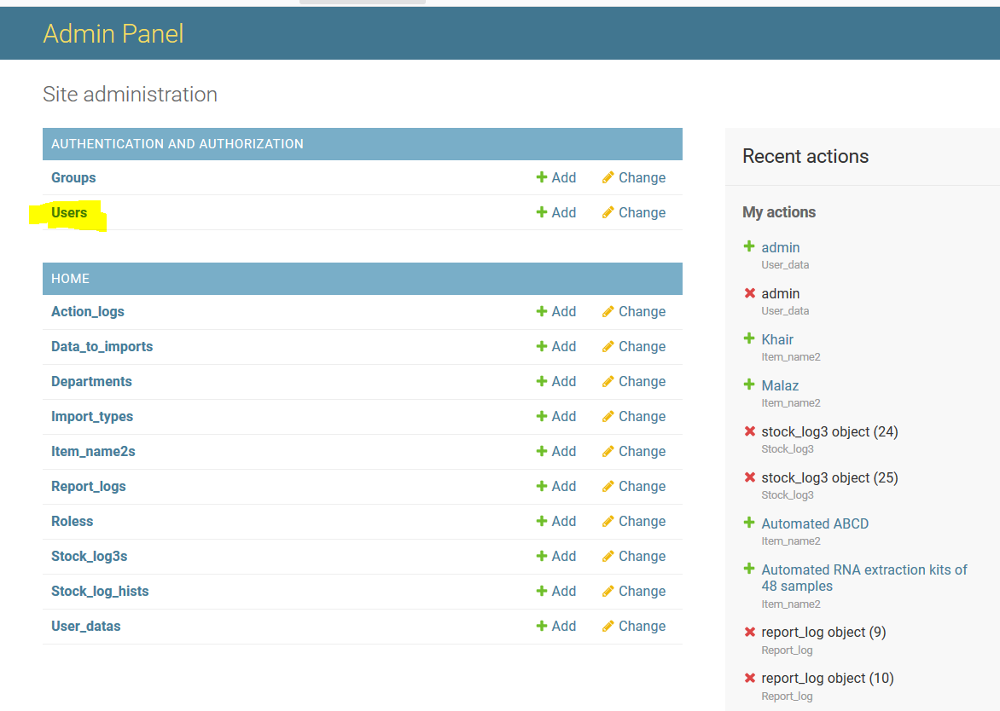 Admin Panel
Site administration
AUTHENTICATION AND AUTHORIZATION
Groups Add Change
Users Add Change
HOME
Action_logs Add Change
Data_to_imports Add Change
Departments Add Change
Import_types Add Change
Item_name2s Add Change
Report_logs Add Change
Roless Add Change
Stock_log3s Add Change
Stock_log_hists Add Change
User_datas Add Change
Recent actions
My actions
admin
User_data
admin
User_data
Khair
Item_name2
Malaz
Item_name2
stock_log3 object (24)
Stock_log3
stock_log3 object (25)
Stock_log3
Automated ABCD
Item_name2
Automated RNA extraction kits of
48 samples
Item_name2
report_log object (9)
Report_log
report_log object (10)
Report_log